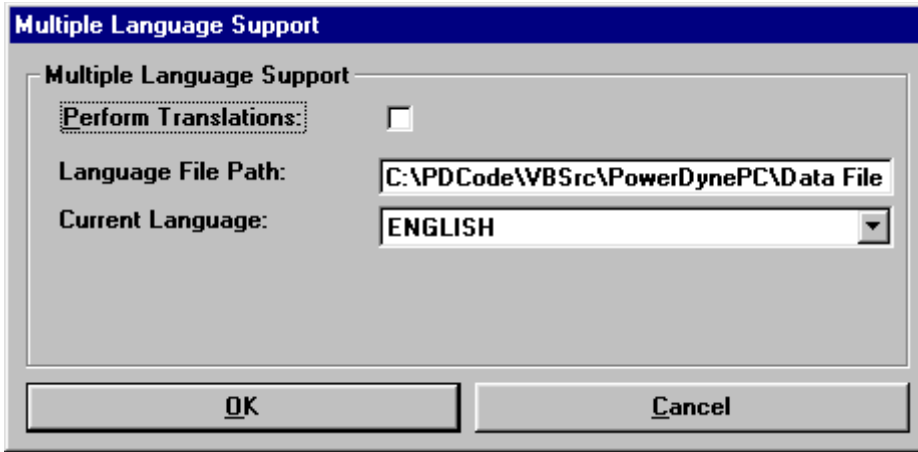 Multiple Language Support
Multiple Language Support
Perform Translations:
Language File Path: C:\PDCode\VBSrc\PowerDynePC\Data File
Current Language: ENGLISH
OK Cancel